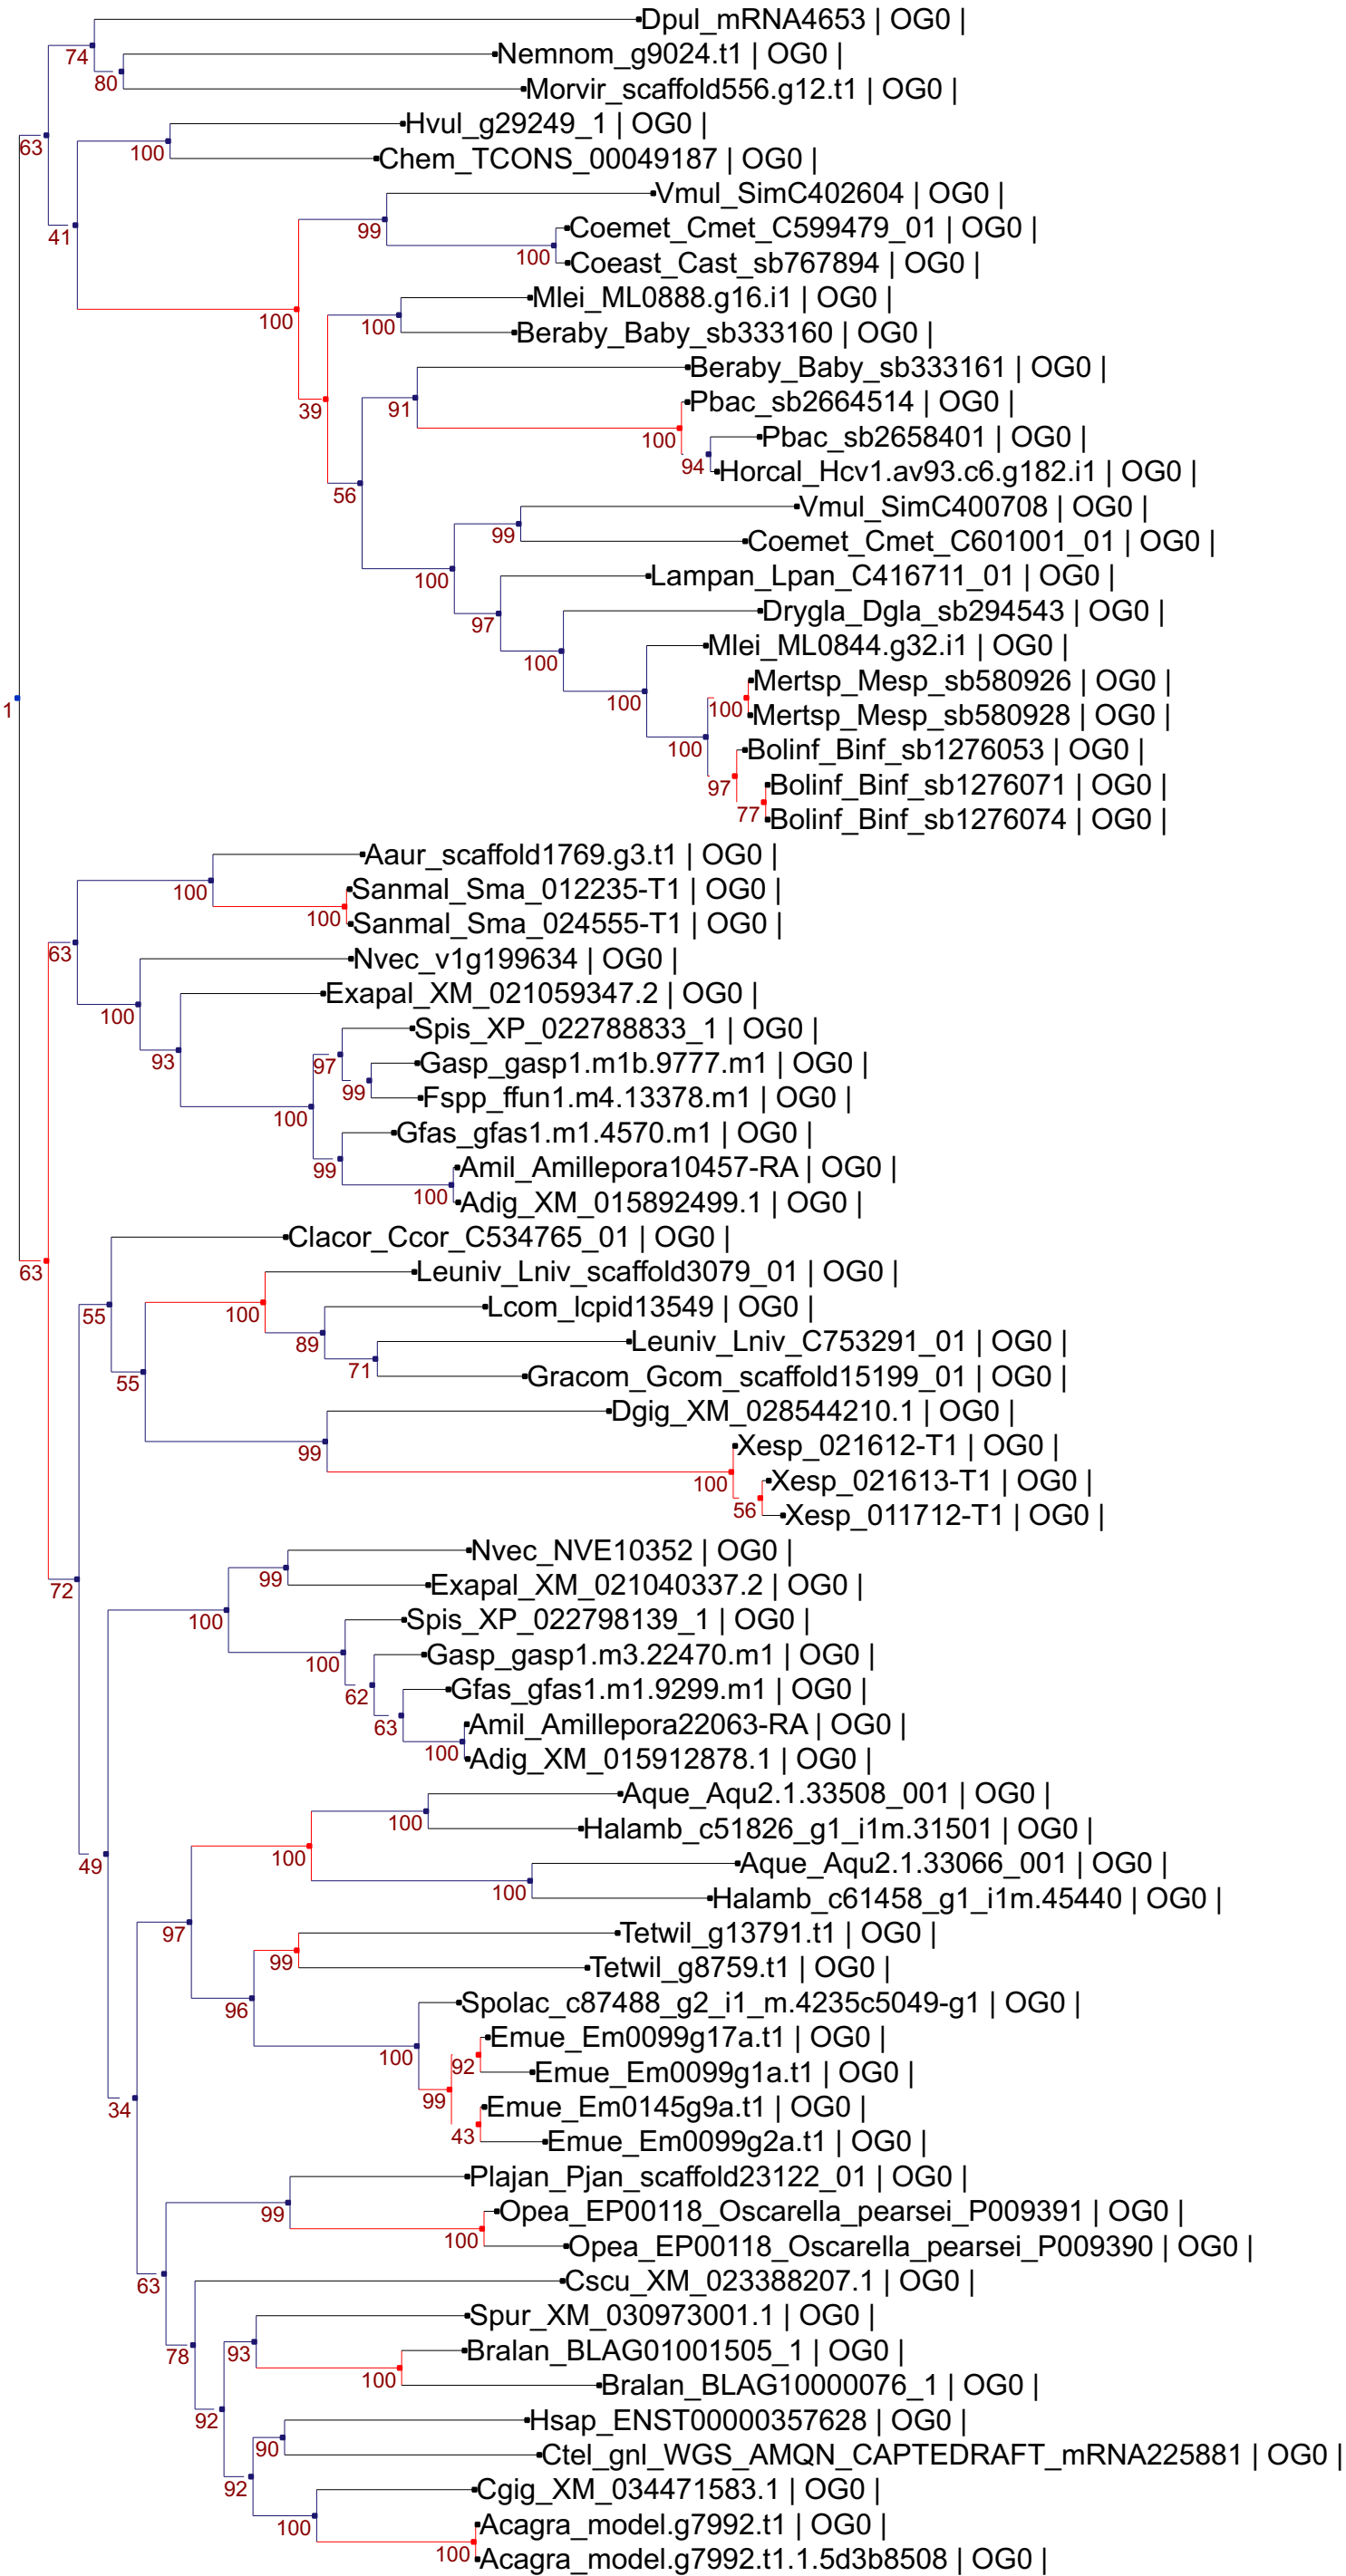 Dpul_mRNA4653 | OG0 |
74
Nemnom_g9024.t1 | OG0 |
80
Morvir_scaffold556.g12.t1 | OG0 |
Hvul_g29249_1 | OG0 |
63
100
Chem_TCONS_00049187 | OG0 |
Vmul_SimC402604 | OG0 |
99
Coemet_Cmet_C599479_01 | OG0 |
41
100
Coeast_Cast_sb767894 | OG0 |
Mlei_ML0888.g16.i1 | OG0 |
100
100
Beraby_Baby_sb333160 | OG0 |
Beraby_Baby_sb333161 | OG0 |
39
91
Pbac_sb2664514 | OG0 |
100
Pbac_sb2658401 | OG0 |
94
Horcal_Hcv1.av93.c6.g182.i1 | OG0 |
56
Vmul_SimC400708 | OG0 |
99
Coemet_Cmet_C601001_01 | OG0 |
100
Lampan_Lpan_C416711_01 | OG0 |
97
Drygla_Dgla_sb294543 | OG0 |
100
Mlei_ML0844.g32.i1 | OG0 |
100
Mertsp_Mesp_sb580926 | OG0 |
100
Mertsp_Mesp_sb580928 | OG0 |
1
100
Bolinf_Binf_sb1276053 | OG0 |
97
Bolinf_Binf_sb1276071 | OG0 |
77
Bolinf_Binf_sb1276074 | OG0 |
Aaur_scaffold1769.g3.t1 | OG0 |
100
Sanmal_Sma_012235-T1 | OG0 |
100
Sanmal_Sma_024555-T1 | OG0 |
63
Nvec_v1g199634 | OG0 |
Exapal_XM_021059347.2 | OG0 |
100
Spis_XP_022788833_1 | OG0 |
93
97
Gasp_gasp1.m1b.9777.m1 | OG0 |
99
Fspp_ffun1.m4.13378.m1 | OG0 |
100
Gfas_gfas1.m1.4570.m1 | OG0 |
99
Amil_Amillepora10457-RA | OG0 |
100
Adig_XM_015892499.1 | OG0 |
Clacor_Ccor_C534765_01 | OG0 |
63
Leuniv_Lniv_scaffold3079_01 | OG0 |
55
100
Lcom_lcpid13549 | OG0 |
89
Leuniv_Lniv_C753291_01 | OG0 |
71
55
Gracom_Gcom_scaffold15199_01 | OG0 |
Dgig_XM_028544210.1 | OG0 |
99
Xesp_021612-T1 | OG0 |
100
Xesp_021613-T1 | OG0 |
56
Xesp_011712-T1 | OG0 |
Nvec_NVE10352 | OG0 |
99
72
Exapal_XM_021040337.2 | OG0 |
100
Spis_XP_022798139_1 | OG0 |
100
Gasp_gasp1.m3.22470.m1 | OG0 |
62
Gfas_gfas1.m1.9299.m1 | OG0 |
63
Amil_Amillepora22063-RA | OG0 |
100
Adig_XM_015912878.1 | OG0 |
Aque_Aqu2.1.33508_001 | OG0 |
100
Halamb_c51826_g1_i1m.31501 | OG0 |
49
100
Aque_Aqu2.1.33066_001 | OG0 |
100
Halamb_c61458_g1_i1m.45440 | OG0 |
97
Tetwil_g13791.t1 | OG0 |
99
Tetwil_g8759.t1 | OG0 |
96
Spolac_c87488_g2_i1_m.4235c5049-g1 | OG0 |
100
Emue_Em0099g17a.t1 | OG0 |
92
Emue_Em0099g1a.t1 | OG0 |
99
34
Emue_Em0145g9a.t1 | OG0 |
43
Emue_Em0099g2a.t1 | OG0 |
Plajan_Pjan_scaffold23122_01 | OG0 |
99
Opea_EP00118_Oscarella_pearsei_P009391 | OG0 |
100
Opea_EP00118_Oscarella_pearsei_P009390 | OG0 |
63
Cscu_XM_023388207.1 | OG0 |
Spur_XM_030973001.1 | OG0 |
78
93
Bralan_BLAG01001505_1 | OG0 |
100
Bralan_BLAG10000076_1 | OG0 |
92
Hsap_ENST00000357628 | OG0 |
90
Ctel_gnl_WGS_AMQN_CAPTEDRAFT_mRNA225881 | OG0 |
92
Cgig_XM_034471583.1 | OG0 |
100
Acagra_model.g7992.t1 | OG0 |
100
Acagra_model.g7992.t1.1.5d3b8508 | OG0 |